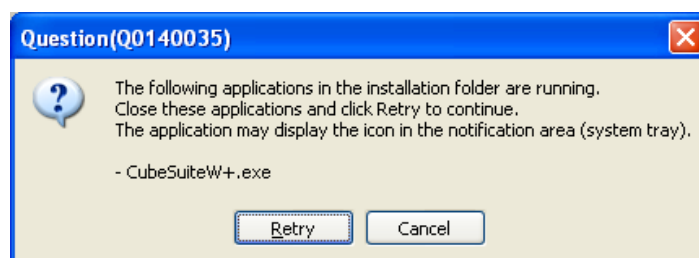 Question(Q0140035)
The following applications in the installation folder are running.
Close these applications and click Retry to continue.
The application may display the icon in the notification area (system tray).
- CubeSuiteW+.exe
Retry Cancel